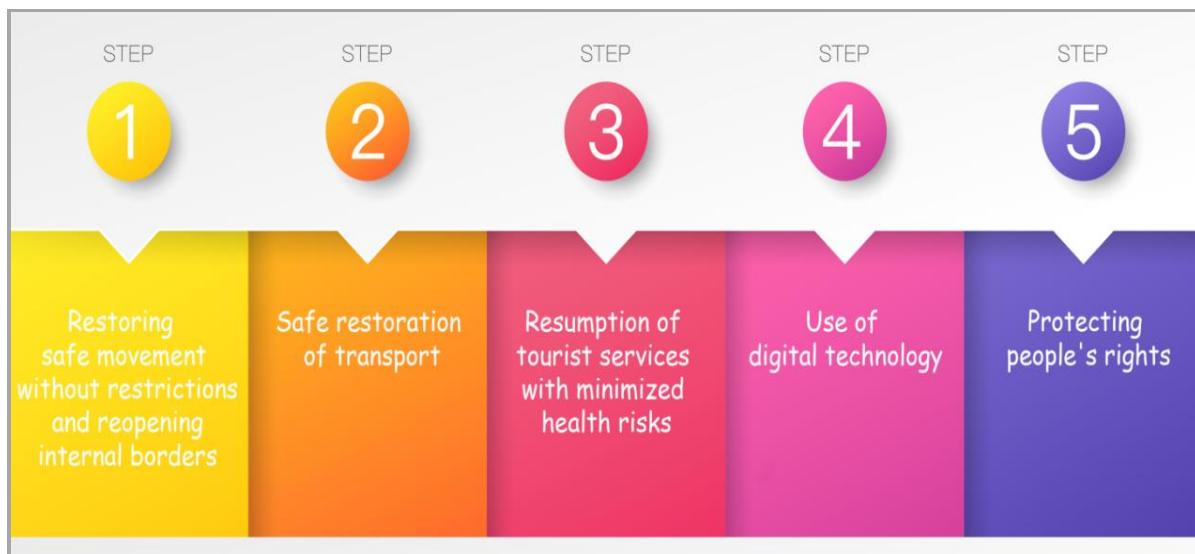 STEP
1
Restoring
safe movement
without restrictions
and reopening
internal borders
STEP
2
Safe restoration
of transport
STEP
3
Resumption of
tourist services
with minimized
health risks
STEP
4
Use of
digital technology
STEP
5
Protecting
people's rights